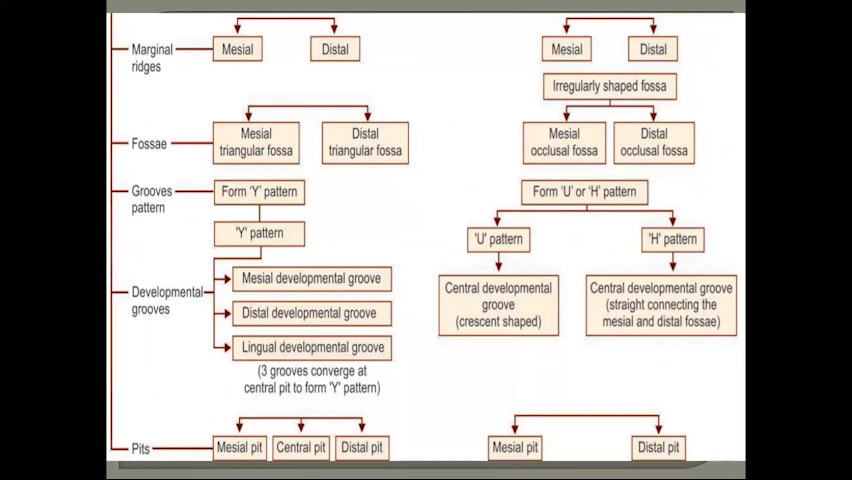 Marginal
ridges
Mesial
Distal
Mesial
Distal
Irregularly shaped fossa
Fossae
Mesial
triangular fossa
Distal
triangular fossa
Mesial
occlusal fossa
Distal
occlusal fossa
Grooves
pattern
Form 'Y' pattern
Form 'U' or 'H' pattern
'Y' pattern
'U' pattern
'H' pattern
Developmental
grooves
Mesial developmental groove
Distal developmental groove
Lingual developmental groove
(3 grooves converge at
central pit to form 'Y' pattern)
Central developmental
groove
(crescent shaped)
Central developmental groove
(straight connecting the
mesial and distal fossae)
Pits
Mesial pit
Central pit
Distal pit
Mesial pit
Distal pit